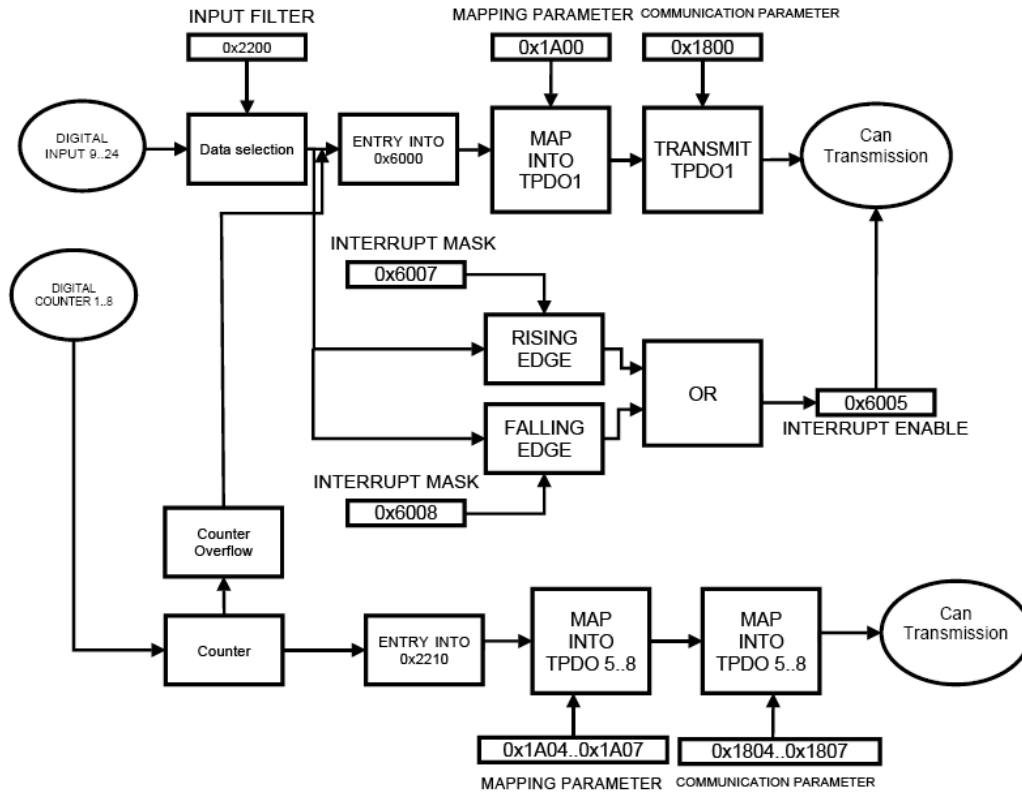 INPUT FILTER
0x2200
MAPPING PARAMETER
0x1A00
COMMUNICATION PARAMETER
0x1800
DIGITAL
INPUT 9..24
Data selection
ENTRY INTO
0x6000
MAP
INTO
TPDO1
TRANSMIT
TPDO1
Can
Transmission
INTERRUPT MASK
0x6007
DIGITAL
COUNTER 1..8
RISING
EDGE
OR
0x6005
INTERRUPT ENABLE
FALLING
EDGE
INTERRUPT MASK
0x6008
Counter
Overflow
Counter
ENTRY INTO
0x2210
MAP
INTO
TPDO 5..8
MAP
INTO
TPDO 5..8
Can
Transmission
0x1A04..0x1A07
MAPPING PARAMETER
0x1804..0x1807
COMMUNICATION PARAMETER